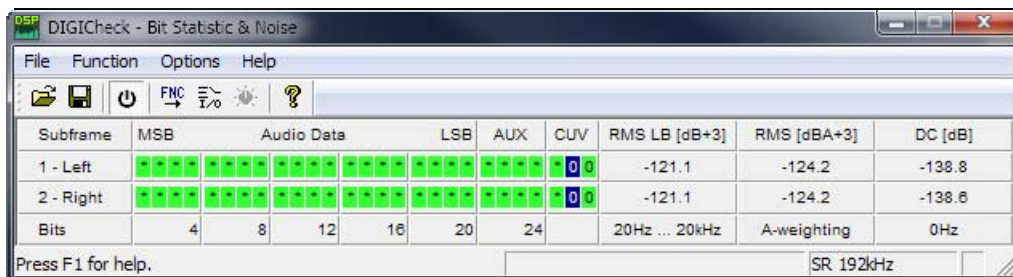 DSP DIGICheck - Bit Statistic & Noise
File Function Options Help
FNC I/o ?
Subframe MSB Audio Data LSB AUX CUV RMS LB [dB+3] RMS [dBA+3] DC [dB]
1 - Left * * * * * * * * * * * * * * * * * * * * * * * * * 0 0 -121.1 -124.2 -138.8
2 - Right * * * * * * * * * * * * * * * * * * * * * * * * * 0 0 -121.1 -124.2 -138.6
Bits 4 8 12 16 20 24 20Hz ... 20kHz A-weighting 0Hz
Press F1 for help. SR 192kHz